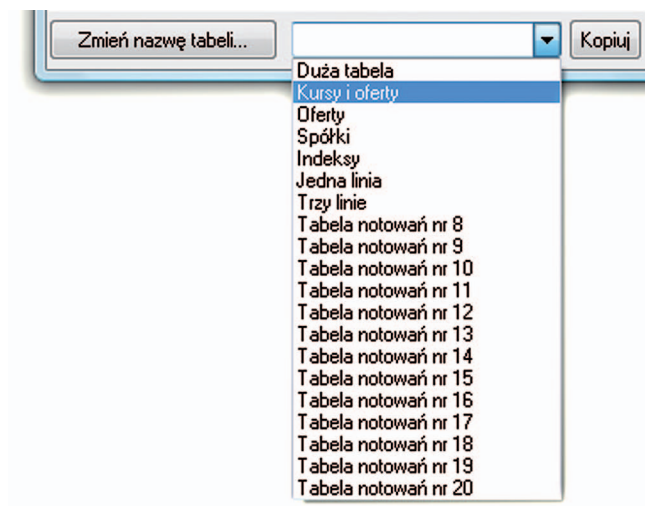 Zmień nazwę tabeli... Kopiuj
Duża tabela
Kursy i oferty
Oferty
Spółki
Indeksy
Jedna linia
Trzy linie
Tabela notowań nr 8
Tabela notowań nr 9
Tabela notowań nr 10
Tabela notowań nr 11
Tabela notowań nr 12
Tabela notowań nr 13
Tabela notowań nr 14
Tabela notowań nr 15
Tabela notowań nr 16
Tabela notowań nr 17
Tabela notowań nr 18
Tabela notowań nr 19
Tabela notowań nr 20